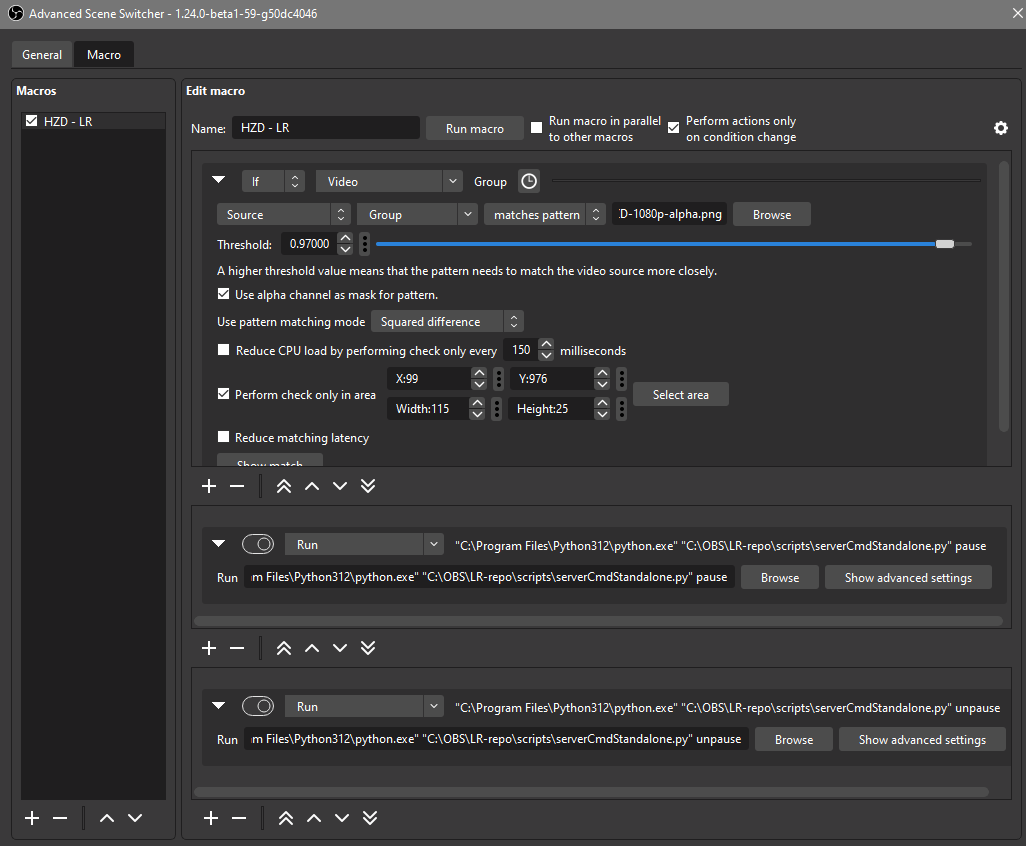 Advanced Scene Switcher - 1.24.0-beta1-59-g50dc4046
General Macro
Macros
HZD - LR
Edit macro
Name: HZD - LR Run macro Run macro in parallel to other macros Perform actions only on condition change
If Video Group
Source Group matches pattern D-1080p-alpha.png Browse
Threshold: 0.97000
A higher threshold value means that the pattern needs to match the video source more closely.
Use alpha channel as mask for pattern.
Use pattern matching mode Squared difference
Reduce CPU load by performing check only every 150 milliseconds
Perform check only in area X:99 Y:976 Width:115 Height:25 Select area
Reduce matching latency
Show match
Run "C:\Program Files\Python312\python.exe" "C:\OBS\LR-repo\scripts\serverCmdStandalone.py" pause
Run m Files\Python312\python.exe" "C:\OBS\LR-repo\scripts\serverCmdStandalone.py" pause Browse Show advanced settings
Run "C:\Program Files\Python312\python.exe" "C:\OBS\LR-repo\scripts\serverCmdStandalone.py" unpause
Run m Files\Python312\python.exe" "C:\OBS\LR-repo\scripts\serverCmdStandalone.py" unpause Browse Show advanced settings